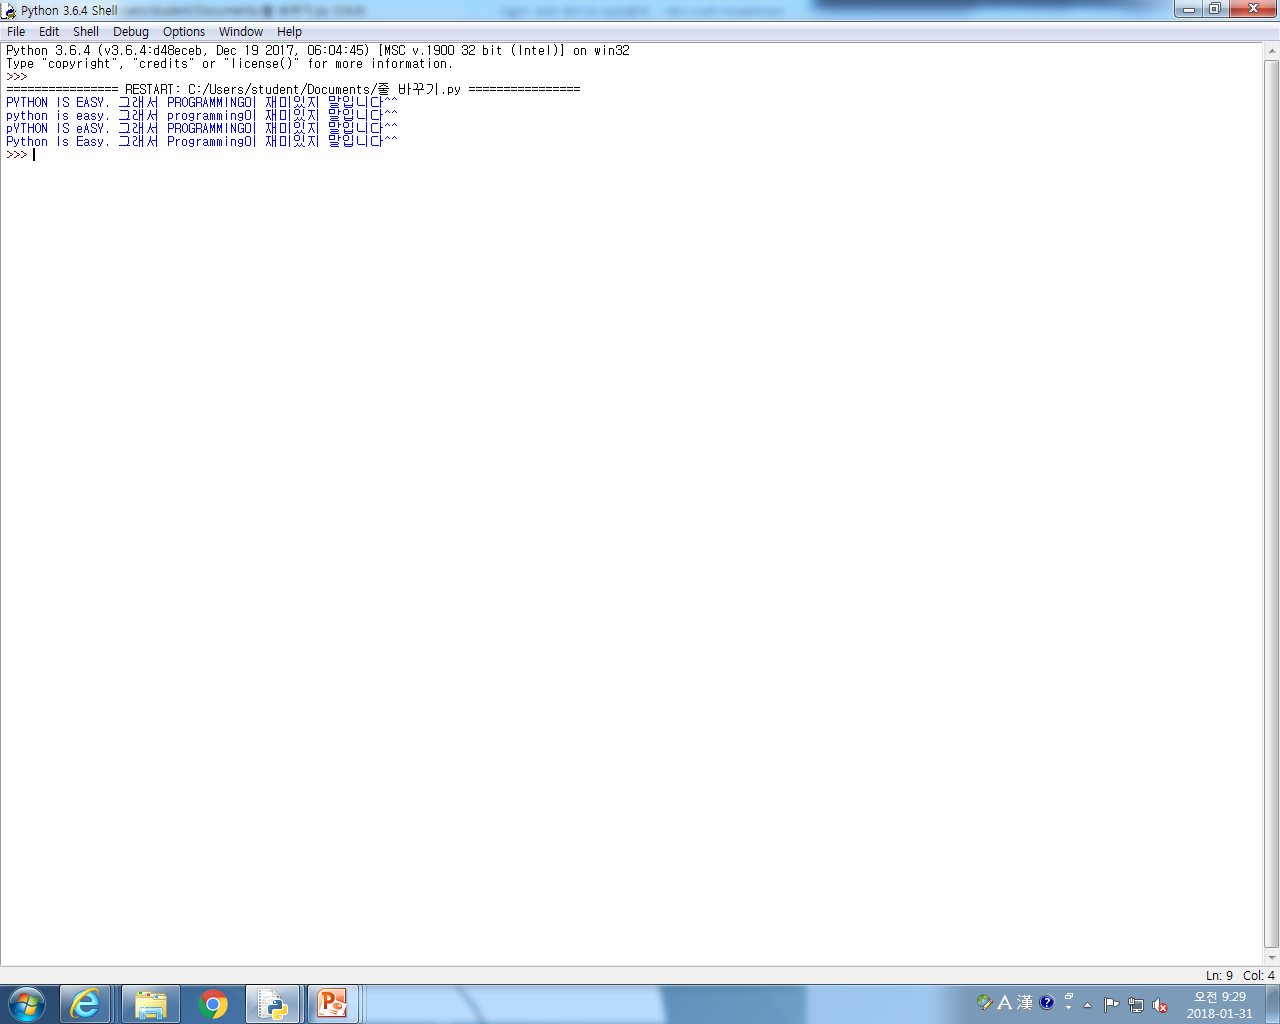 Python 3.6.4 Shell
File Edit Shell Debug Options Window Help
Python 3.6.4 (v3.6.4:d48eceb, Dec 19 2017, 06:04:45) [MSC v.1900 32 bit (Intel)] on win32
Type "copyright", "credits" or "license()" for more information.
>>>
================ RESTART: C:/Users/student/Documents/줄 바꾸기.py ================
PYTHON IS EASY. 그래서 PROGRAMMING이 재미있지 말입니다^^
python is easy. 그래서 programming이 재미있지 말입니다^^
pYTHON IS eASY. 그래서 PROGRAMMING이 재미있지 말입니다^^
Python Is Easy. 그래서 Programming이 재미있지 말입니다^^
>>>
Ln: 9 Col: 4
A 漢 ?
오전 9:29
2018-01-31